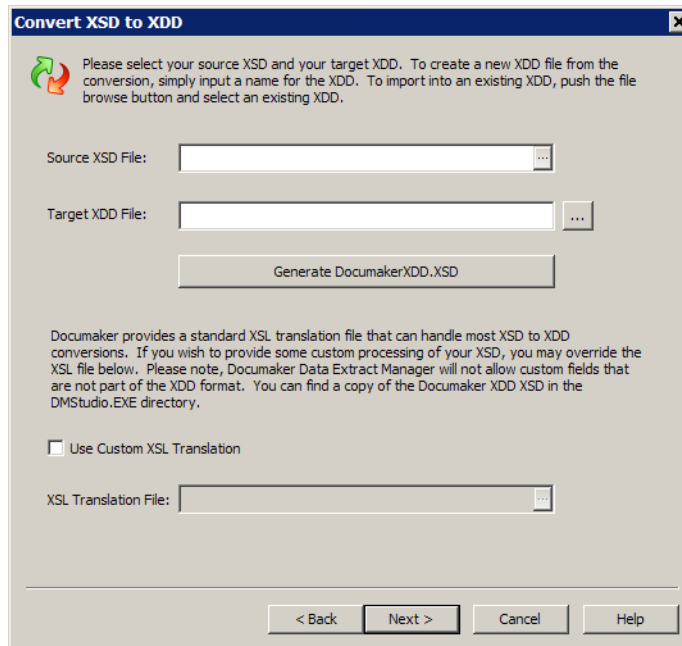 Convert XSD to XDD
Please select your source XSD and your target XDD. To create a new XDD file from the
conversion, simply input a name for the XDD. To import into an existing XDD, push the file
browse button and select an existing XDD.
Source XSD File:
...
Target XDD File:
...
Generate DocumakerXDD.XSD
Documaker provides a standard XSL translation file that can handle most XSD to XDD
conversions. If you wish to provide some custom processing of your XSD, you may override the
XSL file below. Please note, Documaker Data Extract Manager will not allow custom fields that
are not part of the XDD format. You can find a copy of the Documaker XDD XSD in the
DMStudio.EXE directory.
Use Custom XSL Translation
XSL Translation File:
...
< Back Next > Cancel Help